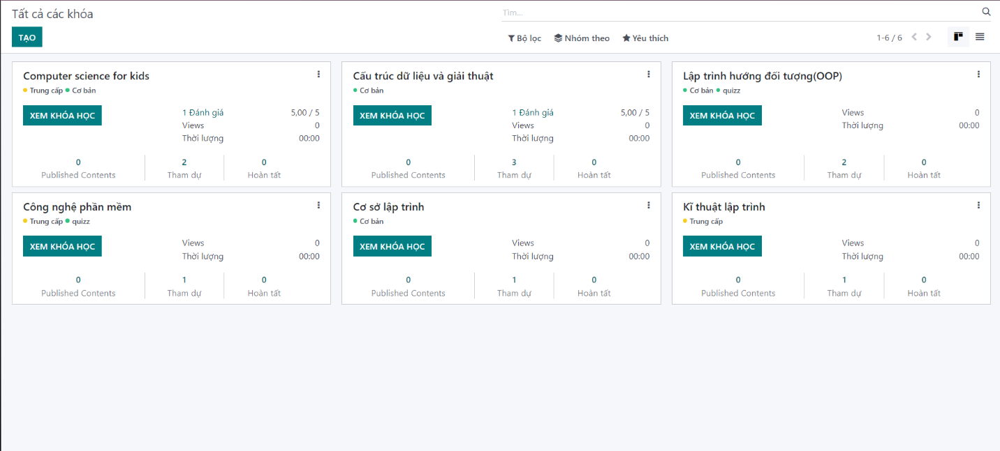 Tất cả các khóa
Tìm...
TẠO
Bộ lọc Nhóm theo Yêu thích
1-6 / 6
Computer science for kids
Trung cấp Cơ bản
XEM KHÓA HỌC
1 Đánh giá 5,00 / 5
Views 0
Thời lượng 00:00
0 2 0
Published Contents Tham dự Hoàn tất
Cấu trúc dữ liệu và giải thuật
Cơ bản
XEM KHÓA HỌC
1 Đánh giá 5,00 / 5
Views 0
Thời lượng 00:00
0 3 0
Published Contents Tham dự Hoàn tất
Lập trình hướng đối tượng(OOP)
Cơ bản quizz
XEM KHÓA HỌC
Views 0
Thời lượng 00:00
0 2 0
Published Contents Tham dự Hoàn tất
Công nghệ phần mềm
Trung cấp quizz
XEM KHÓA HỌC
Views 0
Thời lượng 00:00
0 1 0
Published Contents Tham dự Hoàn tất
Cơ sở lập trình
Cơ bản
XEM KHÓA HỌC
Views 0
Thời lượng 00:00
0 1 0
Published Contents Tham dự Hoàn tất
Kĩ thuật lập trình
Trung cấp
XEM KHÓA HỌC
Views 0
Thời lượng 00:00
0 1 0
Published Contents Tham dự Hoàn tất